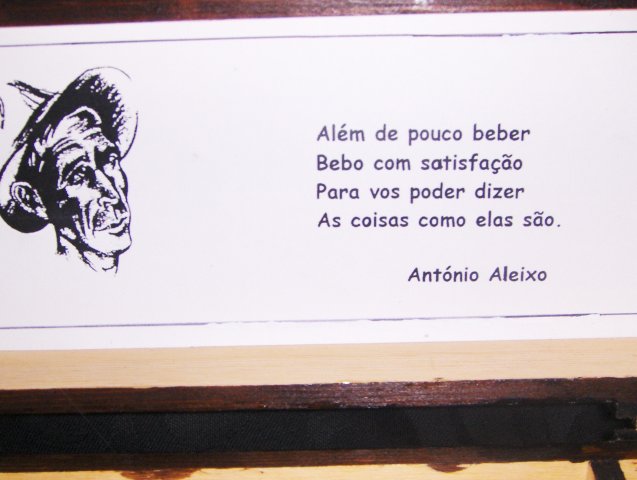 Além de pouco beber
Bebo com satisfação
Para vos poder dizer
As coisas como elas são.
António Aleixo